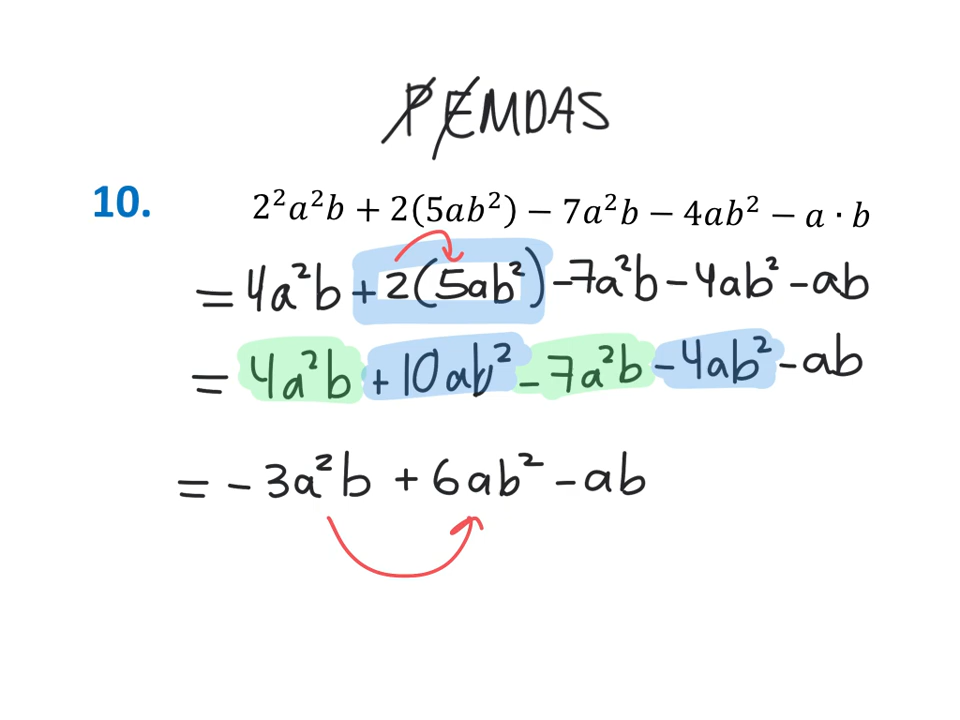 PEMDAS
10. 2²a²b + 2(5ab²) − 7a²b − 4ab² − a · b
= 4a²b + 2(5ab²) − 7a²b − 4ab² − ab
= 4a²b + 10ab² − 7a²b − 4ab² − ab
= − 3a²b + 6ab² − ab